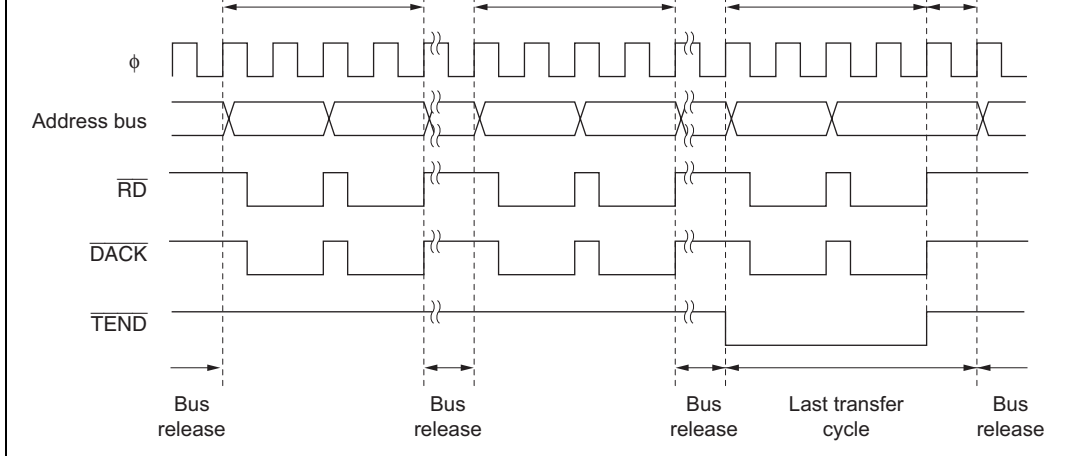 ϕ
Address bus
RD
DACK
TEND
Bus release
Bus release
Bus release
Last transfer cycle
Bus release